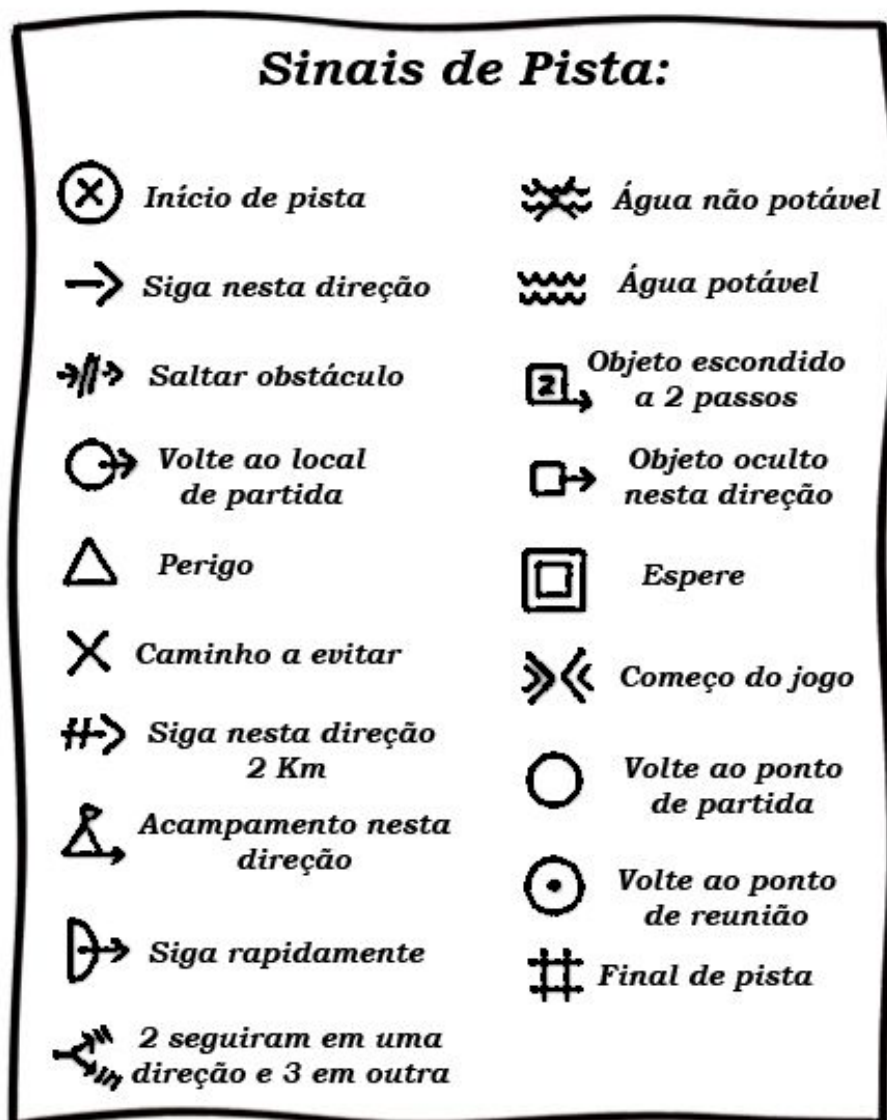 Sinais de Pista:
Início de pista
Siga nesta direção
Saltar obstáculo
Volte ao local
de partida
Perigo
Caminho a evitar
Siga nesta direção
2 Km
Acampamento nesta
direção
Siga rapidamente
2 seguiram em uma
direção e 3 em outra
Água não potável
Água potável
2
Objeto escondido
a 2 passos
Objeto oculto
nesta direção
Espere
Começo do jogo
Volte ao ponto
de partida
Volte ao ponto
de reunião
Final de pista